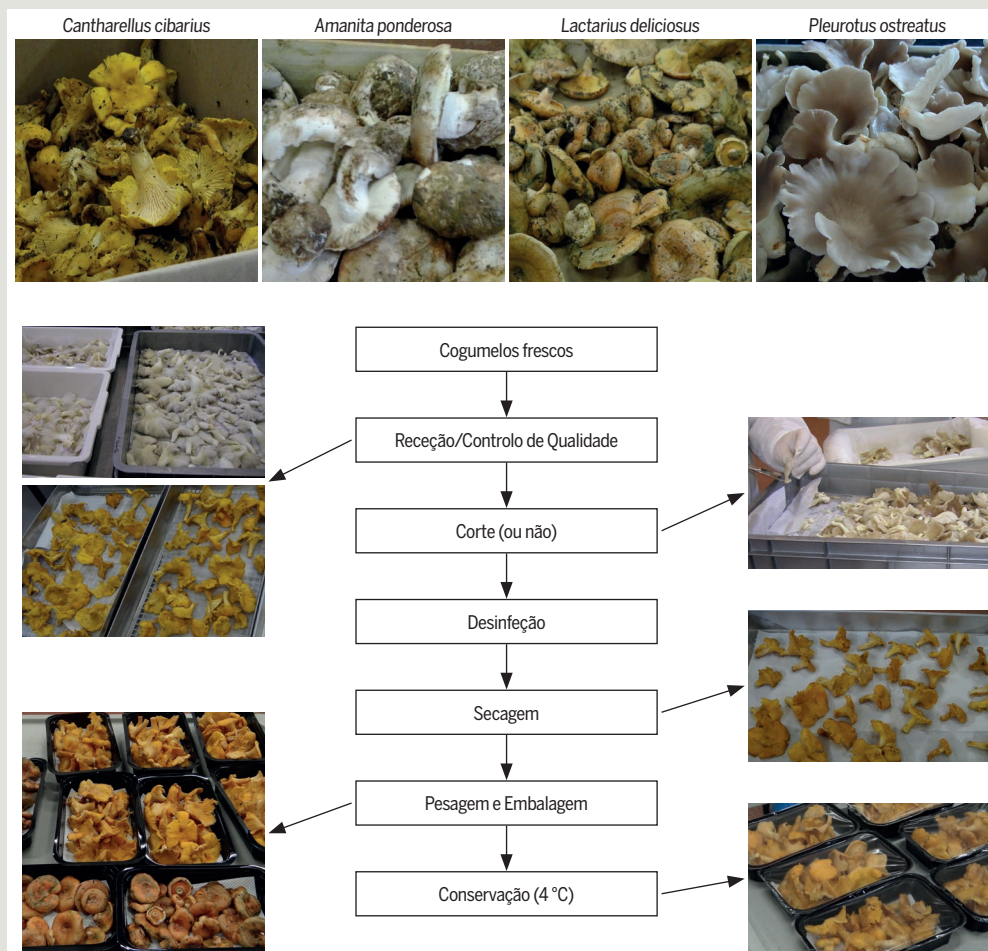 Cantharellus cibarius
Amanita ponderosa
Lactarius deliciosus
Pleurotus ostreatus
Cogumelos frescos
Receção/Controlo de Qualidade
Corte (ou não)
Desinfeção
Secagem
Pesagem e Embalagem
Conservação (4 °C)